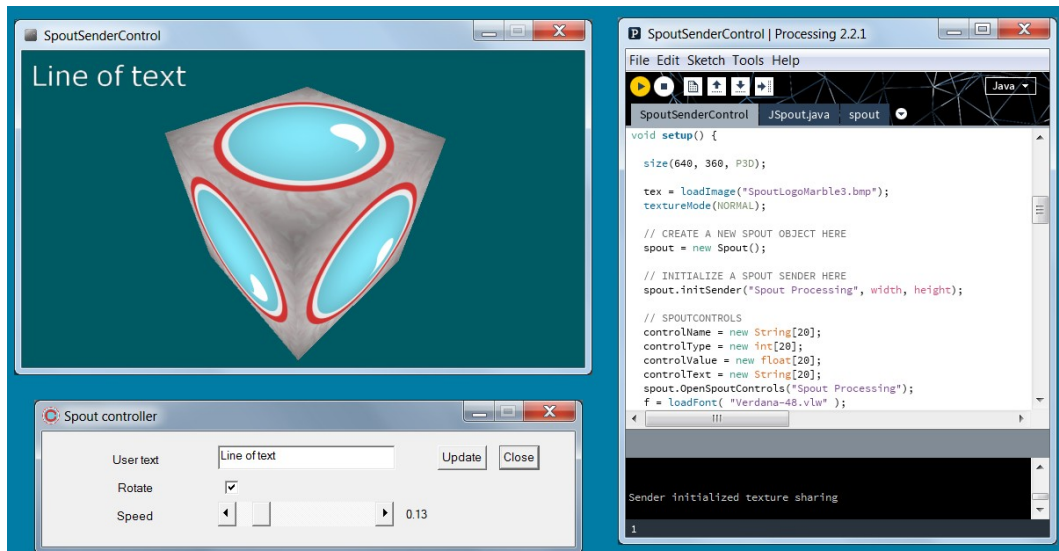 SpoutSenderControl
Line of text
Spout controller
User text
Line of text
Update
Close
Rotate
Speed
0.13
SpoutSenderControl | Processing 2.2.1
File Edit Sketch Tools Help
Java
SpoutSenderControl JSpout.java spout
void setup() {
size(640, 360, P3D);
tex = loadImage("SpoutLogoMarble3.bmp");
textureMode(NORMAL);
// CREATE A NEW SPOUT OBJECT HERE
spout = new Spout();
// INITIALIZE A SPOUT SENDER HERE
spout.initSender("Spout Processing", width, height);
// SPOUTCONTROLS
controlName = new String[20];
controlType = new int[20];
controlValue = new float[20];
controlText = new String[20];
spout.OpenSpoutControls("Spout Processing");
f = loadFont( "Verdana-48.vlw" );
Sender initialized texture sharing
1